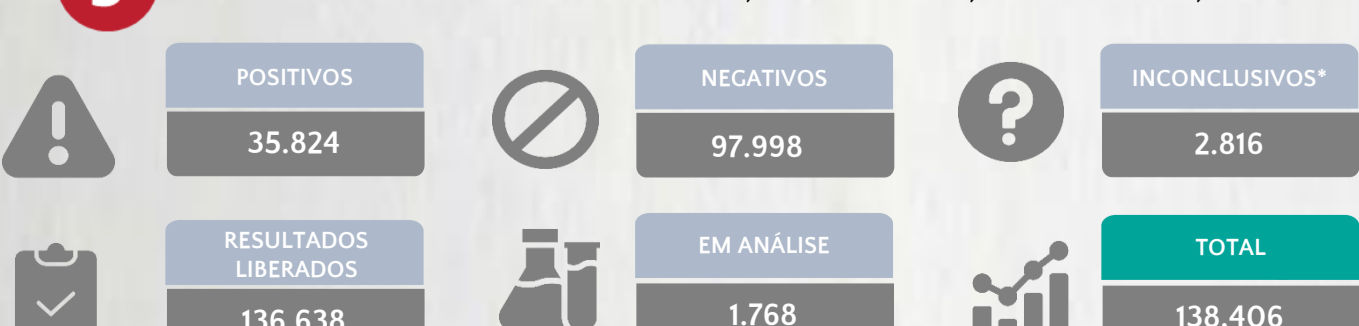 POSITIVOS
35.824
NEGATIVOS
97.998
INCONCLUSIVOS*
2.816
RESULTADOS
LIBERADOS
136.638
EM ANÁLISE
1.768
TOTAL
138.406